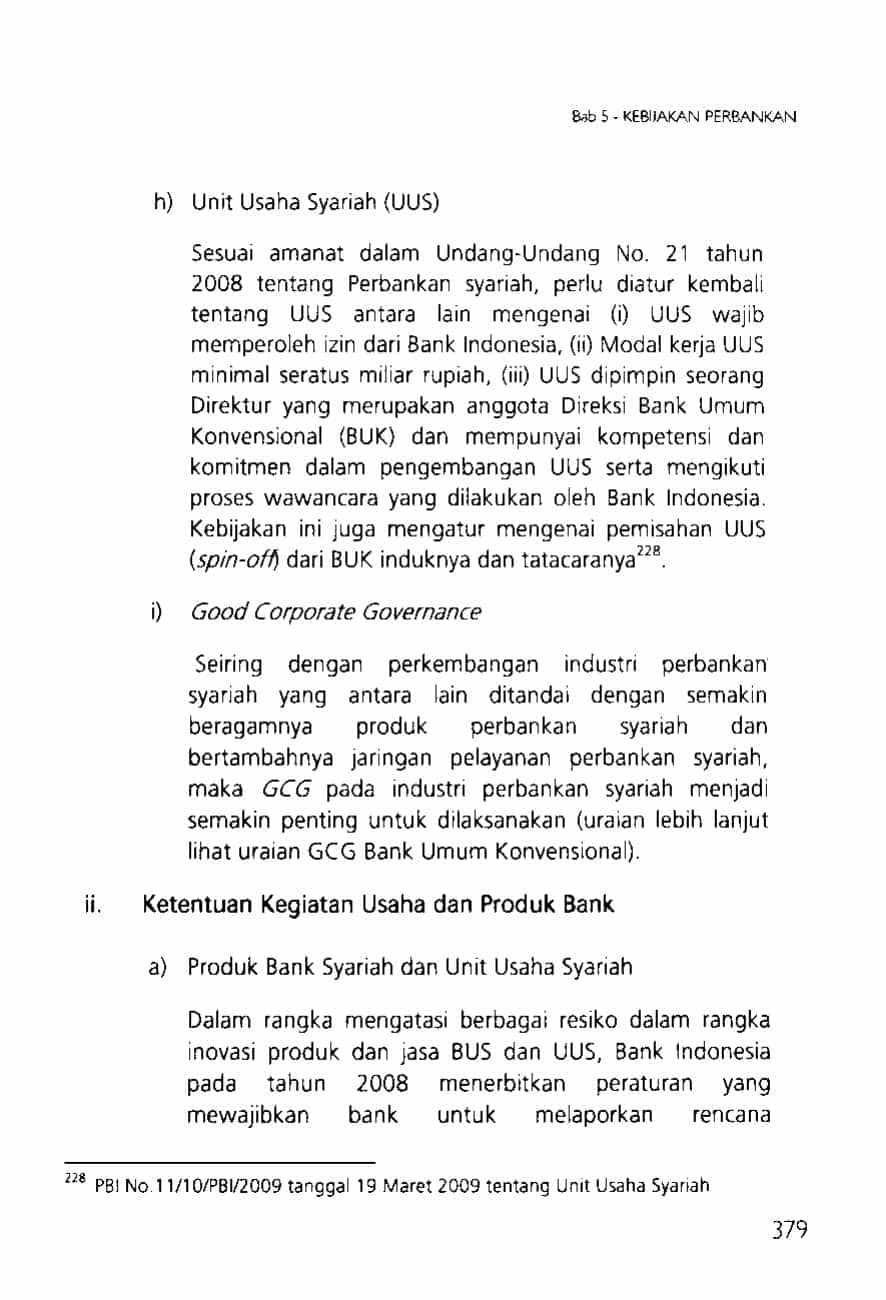 Bab 5 - KEBIJAKAN PERBANKAN
h) Unit Usaha Syariah (UUS)
Sesuai amanat dalam Undang-Undang No. 21 tahun
2008 tentang Perbankan syariah, perlu diatur kembali
tentang UUS antara lain mengenai (i) UUS wajib
memperoleh izin dari Bank Indonesia, (ii) Modal kerja UUS
minimal seratus miliar rupiah, (iii) UUS dipimpin seorang
Direktur yang merupakan anggota Direksi Bank Umum
Konvensional (BUK) dan mempunyai kompetensi dan
komitmen dalam pengembangan UUS serta mengikuti
proses wawancara yang dilakukan oleh Bank Indonesia.
Kebijakan ini juga mengatur mengenai pemisahan UUS
(spin-off) dari BUK induknya dan tatacaranya228.
i) Good Corporate Governance
Seiring dengan perkembangan industri perbankan
syariah yang antara lain ditandai dengan semakin
beragamnya produk perbankan syariah dan
bertambahnya jaringan pelayanan perbankan syariah,
maka GCG pada industri perbankan syariah menjadi
semakin penting untuk dilaksanakan (uraian lebih lanjut
lihat uraian GCG Bank Umum Konvensional).
ii. Ketentuan Kegiatan Usaha dan Produk Bank
a) Produk Bank Syariah dan Unit Usaha Syariah
Dalam rangka mengatasi berbagai resiko dalam rangka
inovasi produk dan jasa BUS dan UUS, Bank Indonesia
pada tahun 2008 menerbitkan peraturan yang
mewajibkan bank untuk melaporkan rencana
228 PBI No.11/10/PBI/2009 tanggal 19 Maret 2009 tentang Unit Usaha Syariah
379